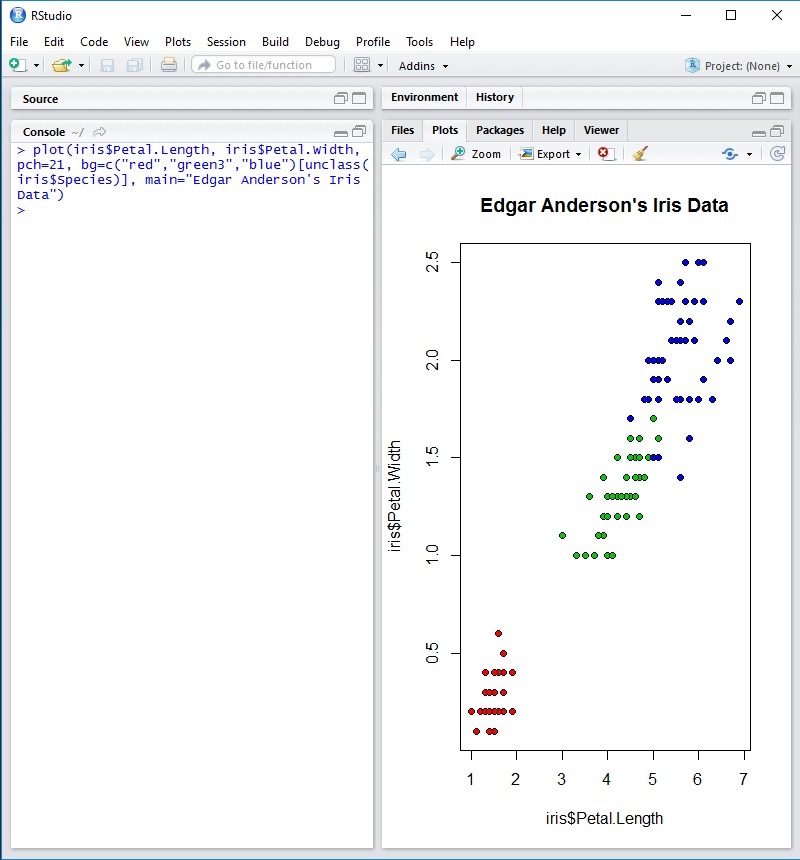 RStudio
File Edit Code View Plots Session Build Debug Profile Tools Help
Go to file/function Addins Project: (None)
Source
Console ~/
> plot(iris$Petal.Length, iris$Petal.Width,
pch=21, bg=c("red","green3","blue")[unclass(
iris$Species)], main="Edgar Anderson's Iris
Data")
>
Environment History
Files Plots Packages Help Viewer
Zoom Export
Edgar Anderson's Iris Data
2.5
2.0
1.5
1.0
0.5
iris$Petal.Width
1 2 3 4 5 6 7
iris$Petal.Length